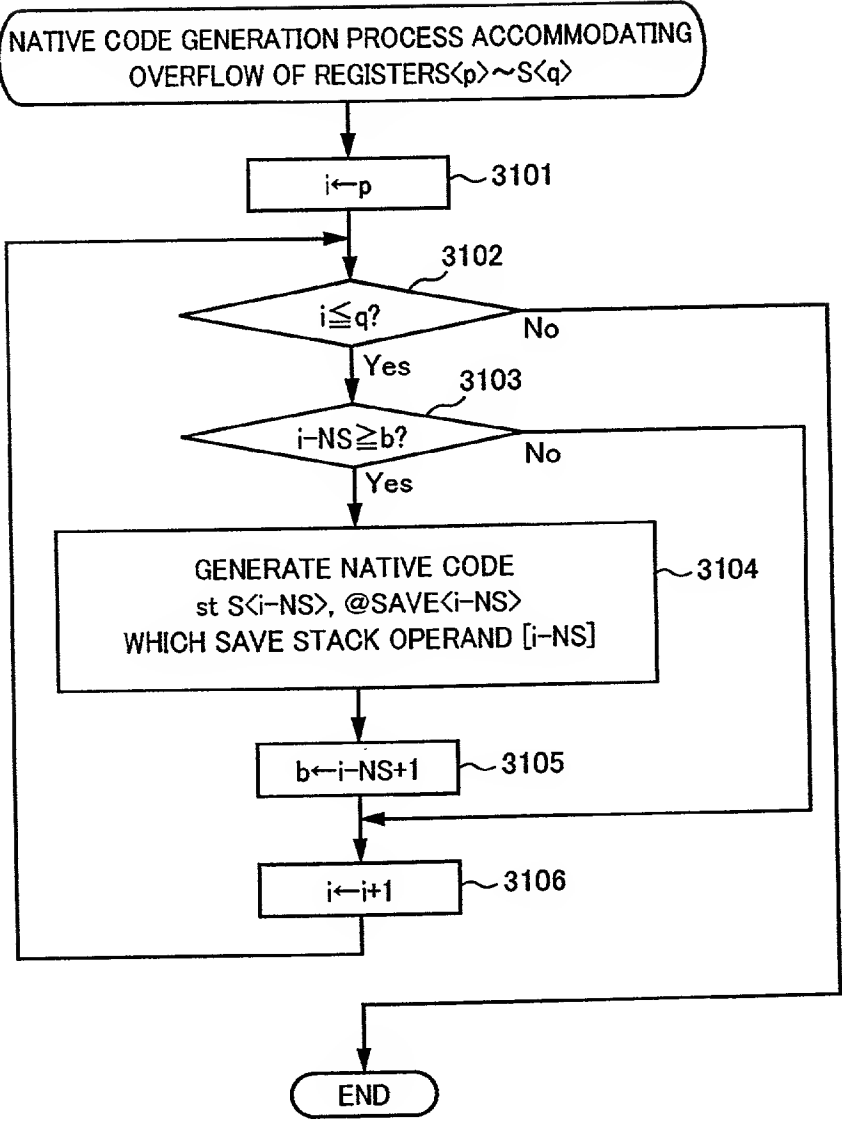 NATIVE CODE GENERATION PROCESS ACCOMMODATING
OVERFLOW OF REGISTERS<p>~S<q>
i←p
3101
3102
i≦q?
No
Yes
3103
i-NS≧b?
No
Yes
GENERATE NATIVE CODE
st S<i-NS>, @SAVE<i-NS>
WHICH SAVE STACK OPERAND [i-NS]
3104
b←i-NS+1
3105
i←i+1
3106
END